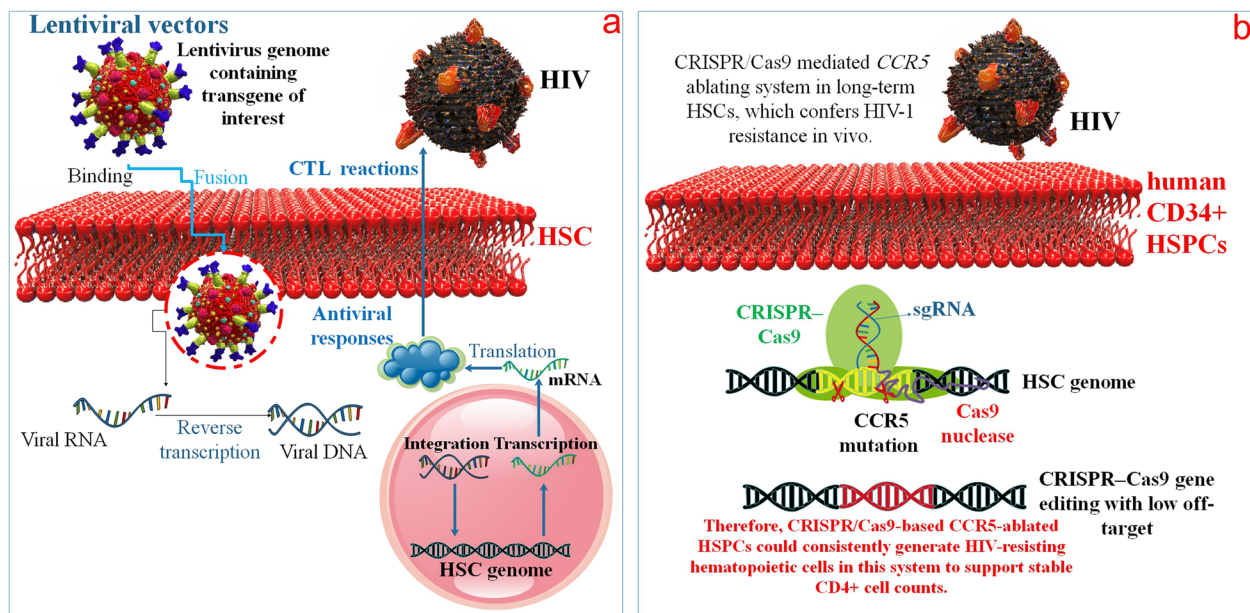 Lentiviral vectors
a
Lentivirus genome
containing
transgene of
interest
HIV
Binding
Fusion
CTL reactions
HSC
Antiviral
responses
Translation
mRNA
Viral RNA
Reverse
transcription
Viral DNA
Integration
Transcription
HSC genome
b
CRISPR/Cas9 mediated CCR5
ablating system in long-term
HSCs, which confers HIV-1
resistance in vivo.
HIV
human
CD34+
HSPCs
CRISPR–
Cas9
sgRNA
HSC genome
CCR5
mutation
Cas9
nuclease
CRISPR–Cas9 gene
editing with low off-
target
Therefore, CRISPR/Cas9-based CCR5-ablated
HSPCs could consistently generate HIV-resisting
hematopoietic cells in this system to support stable
CD4+ cell counts.